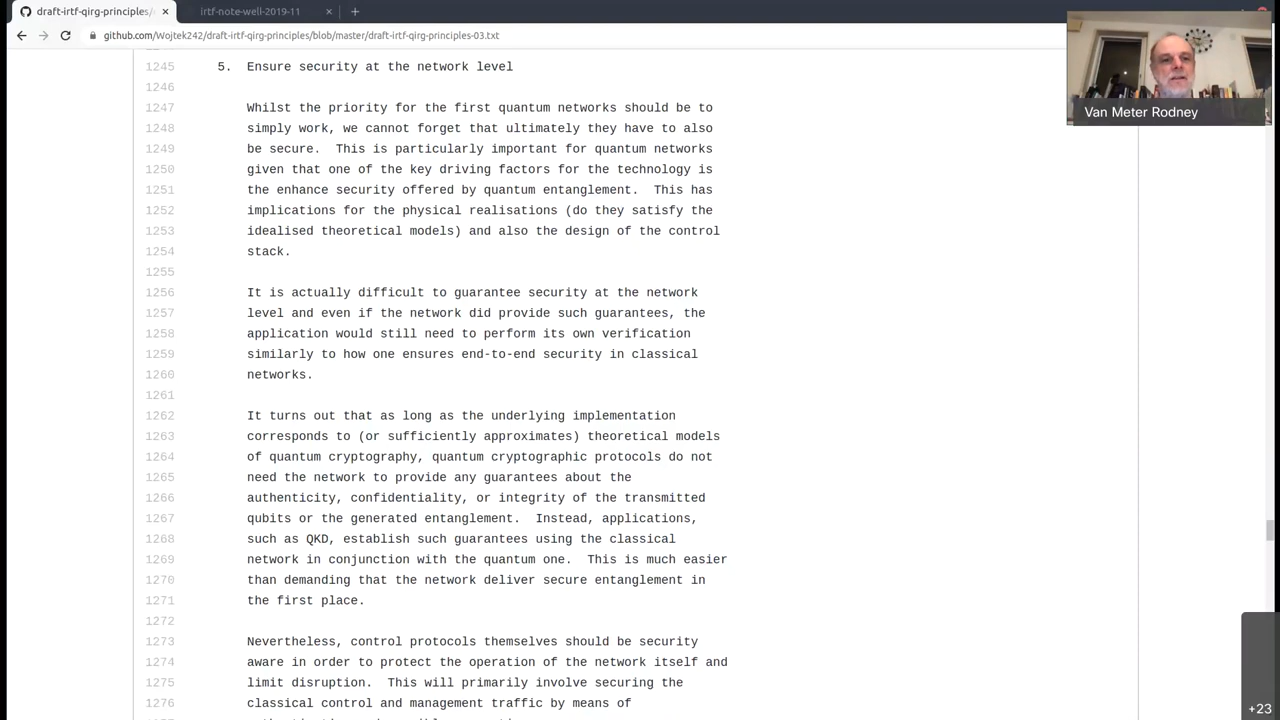 draft-irtf-qirg-principles/
irtf-note-well-2019-11
github.com/Wojtek242/draft-irtf-qirg-principles/blob/master/draft-irtf-qirg-principles-03.txt
Van Meter Rodney
1245 5. Ensure security at the network level
1246
1247 Whilst the priority for the first quantum networks should be to
1248 simply work, we cannot forget that ultimately they have to also
1249 be secure. This is particularly important for quantum networks
1250 given that one of the key driving factors for the technology is
1251 the enhance security offered by quantum entanglement. This has
1252 implications for the physical realisations (do they satisfy the
1253 idealised theoretical models) and also the design of the control
1254 stack.
1255
1256 It is actually difficult to guarantee security at the network
1257 level and even if the network did provide such guarantees, the
1258 application would still need to perform its own verification
1259 similarly to how one ensures end-to-end security in classical
1260 networks.
1261
1262 It turns out that as long as the underlying implementation
1263 corresponds to (or sufficiently approximates) theoretical models
1264 of quantum cryptography, quantum cryptographic protocols do not
1265 need the network to provide any guarantees about the
1266 authenticity, confidentiality, or integrity of the transmitted
1267 qubits or the generated entanglement. Instead, applications,
1268 such as QKD, establish such guarantees using the classical
1269 network in conjunction with the quantum one. This is much easier
1270 than demanding that the network deliver secure entanglement in
1271 the first place.
1272
1273 Nevertheless, control protocols themselves should be security
1274 aware in order to protect the operation of the network itself and
1275 limit disruption. This will primarily involve securing the
1276 classical control and management traffic by means of
+23